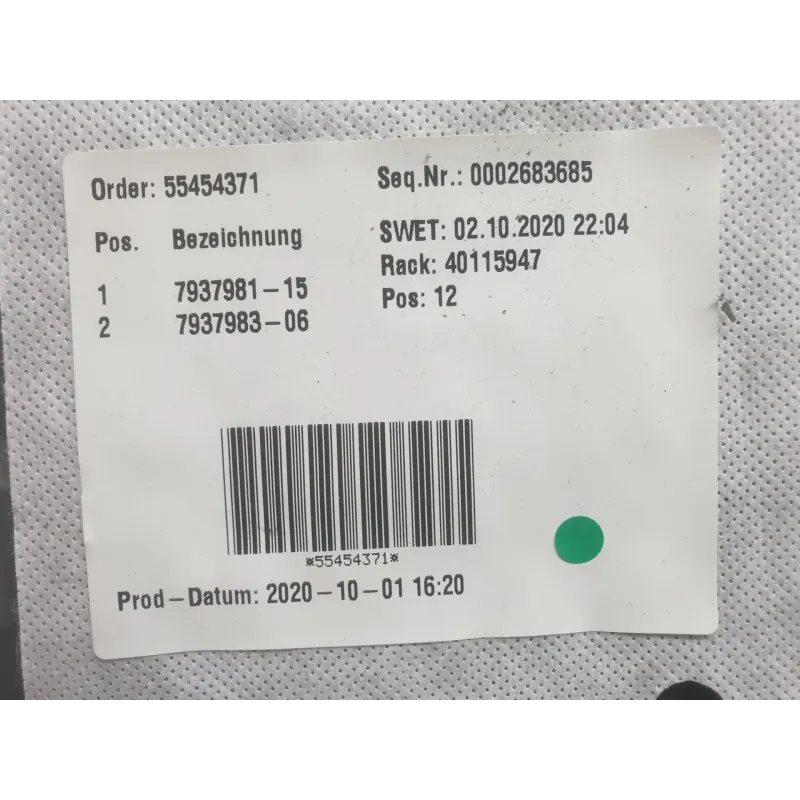 Order: 55454371
Seq.Nr.: 0002683685
Pos. Bezeichnung
SWET: 02.10.2020 22:04
Rack: 40115947
1 7937981-15
Pos: 12
2 7937983-06
*55454371*
Prod-Datum: 2020-10-01 16:20